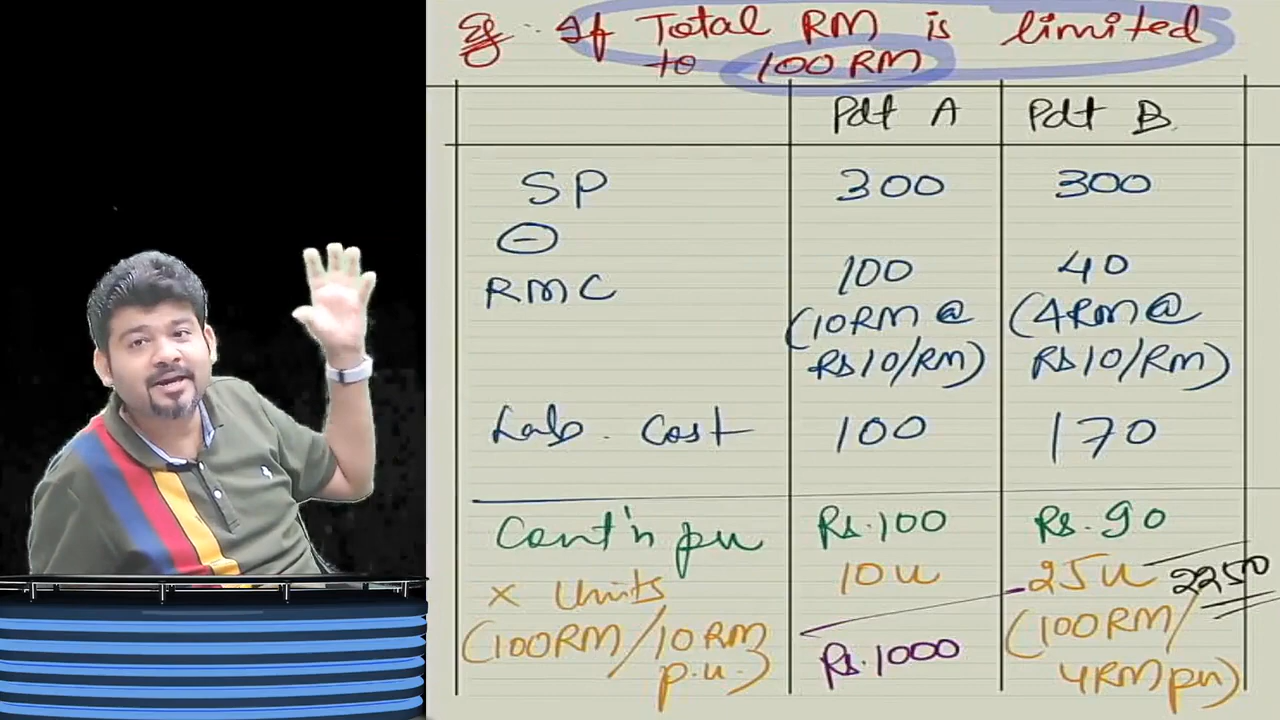 Eg. If Total RM is limited
to 100 RM
Pdt A Pdt B
SP 300 300
(-)
RMC 100 40
(10RM @ (4RM @
Rs10/RM) Rs10/RM)
Lab. Cost 100 170
Cont'n pu Rs.100 Rs.90
x Units 10u 25u 2250
(100RM/10RM (100RM/
p.u.) Rs.1000 4RM pu)